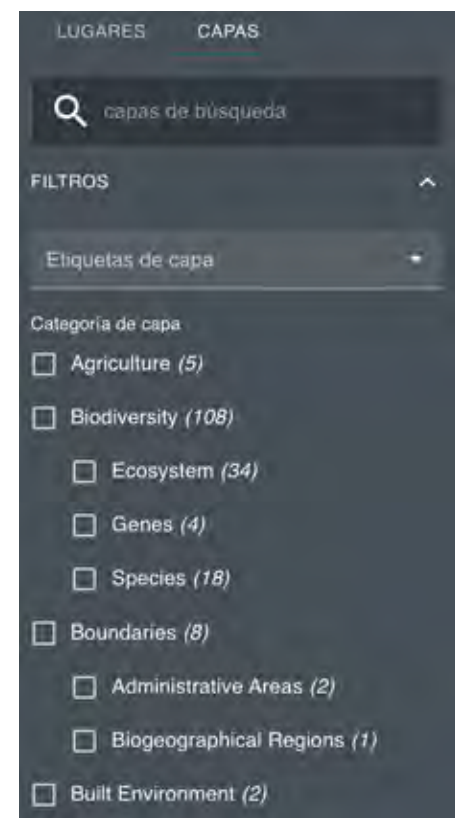 LUGARES CAPAS
capas de búsqueda
FILTROS
Etiquetas de capa
Categoría de capa
Agriculture (5)
Biodiversity (108)
Ecosystem (34)
Genes (4)
Species (18)
Boundaries (8)
Administrative Areas (2)
Biogeographical Regions (1)
Built Environment (2)